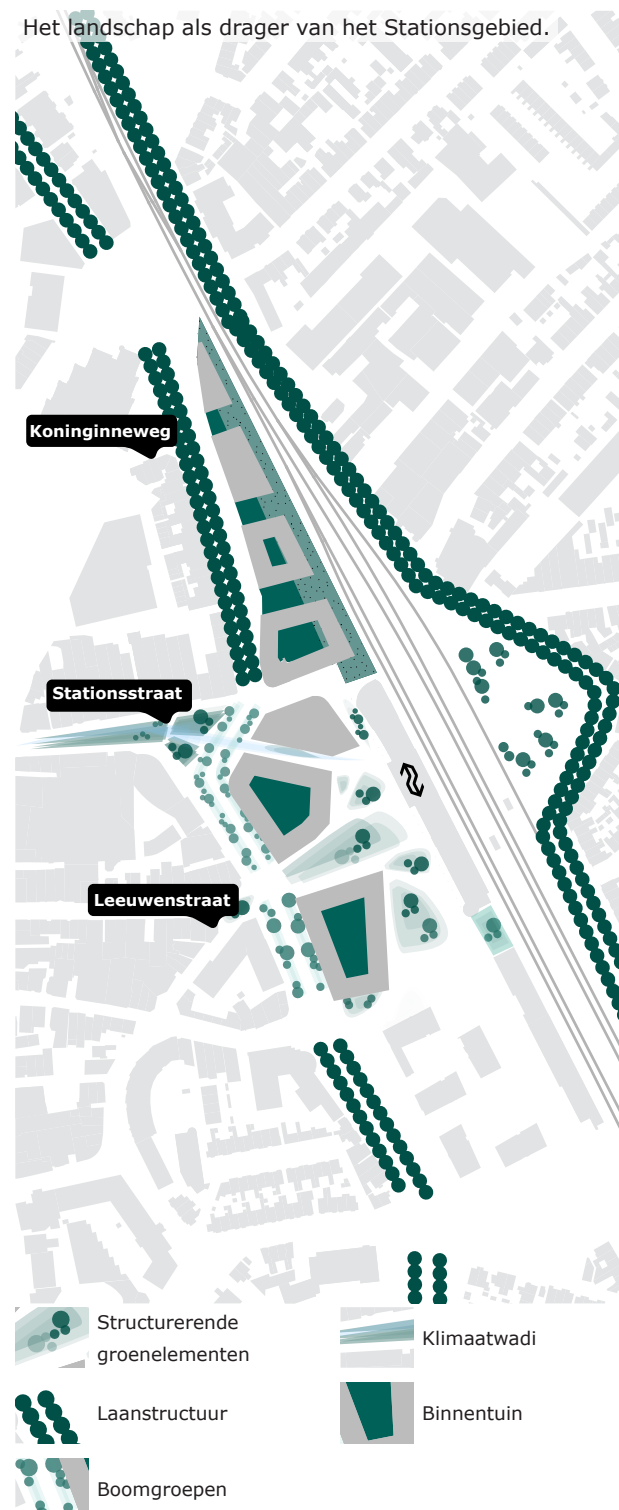 Het landschap als drager van het Stationsgebied.
Koninginneweg
Stationsstraat
Leeuwenstraat
Structurerende
groenelementen
Klimaatwadi
Laanstructuur
Binnentuin
Boomgroepen